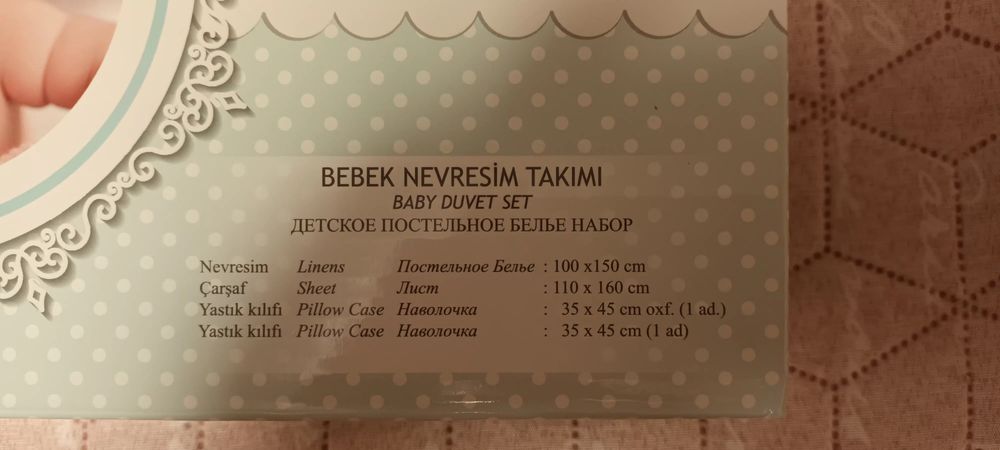 BEBEK NEVRESİM TAKIMI
BABY DUVET SET
ДЕТСКОЕ ПОСТЕЛЬНОЕ БЕЛЬЕ НАБОР
Nevresim Linens Постельное Белье : 100 x150 cm
Çarşaf Sheet Лист : 110 x 160 cm
Yastık kılıfı Pillow Case Наволочка : 35 x 45 cm oxf. (1 ad.)
Yastık kılıfı Pillow Case Наволочка : 35 x 45 cm (1 ad)